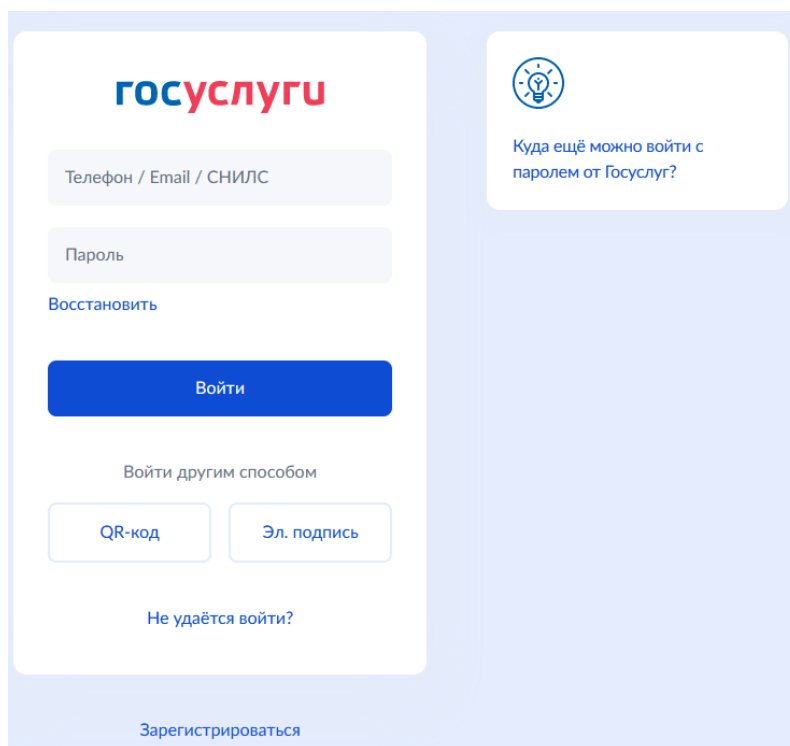 госуслуги
Телефон / Email / СНИЛС
Пароль
Восстановить
Войти
Войти другим способом
QR-код
Эл. подпись
Не удаётся войти?
Зарегистрироваться
Куда ещё можно войти с
паролем от Госуслуг?